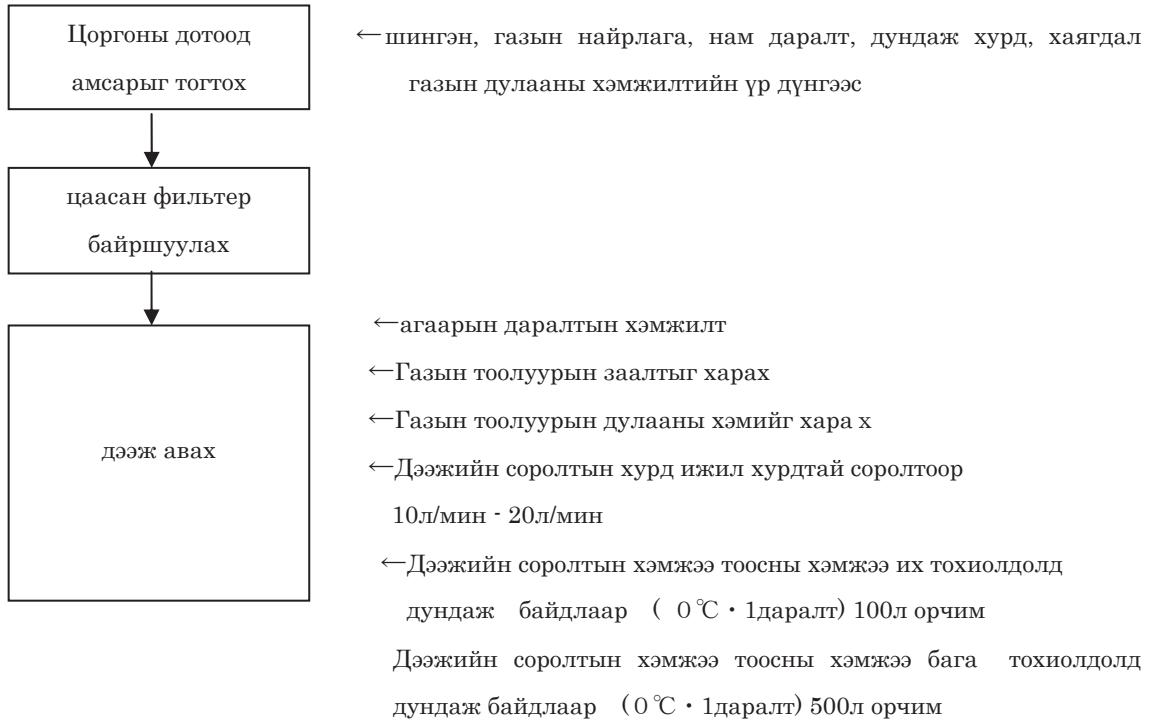 Цоргоны дотоод
амсарыг тогтох
←шингэн, газын найрлага, нам даралт, дундаж хурд, хаягдал
газын дулааны хэмжилтийн үр дүнгээс
цаасан фильтер
байршуулах
дээж авах
←агаарын даралтын хэмжилт
←Газын тоолуурын заалтыг харах
←Газын тоолуурын дулааны хэмийг хара х
←Дээжийн соролтын хурд ижил хурдтай соролтоор
10л/мин - 20л/мин
←Дээжийн соролтын хэмжээ тоосны хэмжээ их тохиолдолд
дундаж байдлаар ( 0℃・1даралт) 100л орчим
Дээжийн соролтын хэмжээ тоосны хэмжээ бага тохиолдолд
дундаж байдлаар (0℃・1даралт) 500л орчим